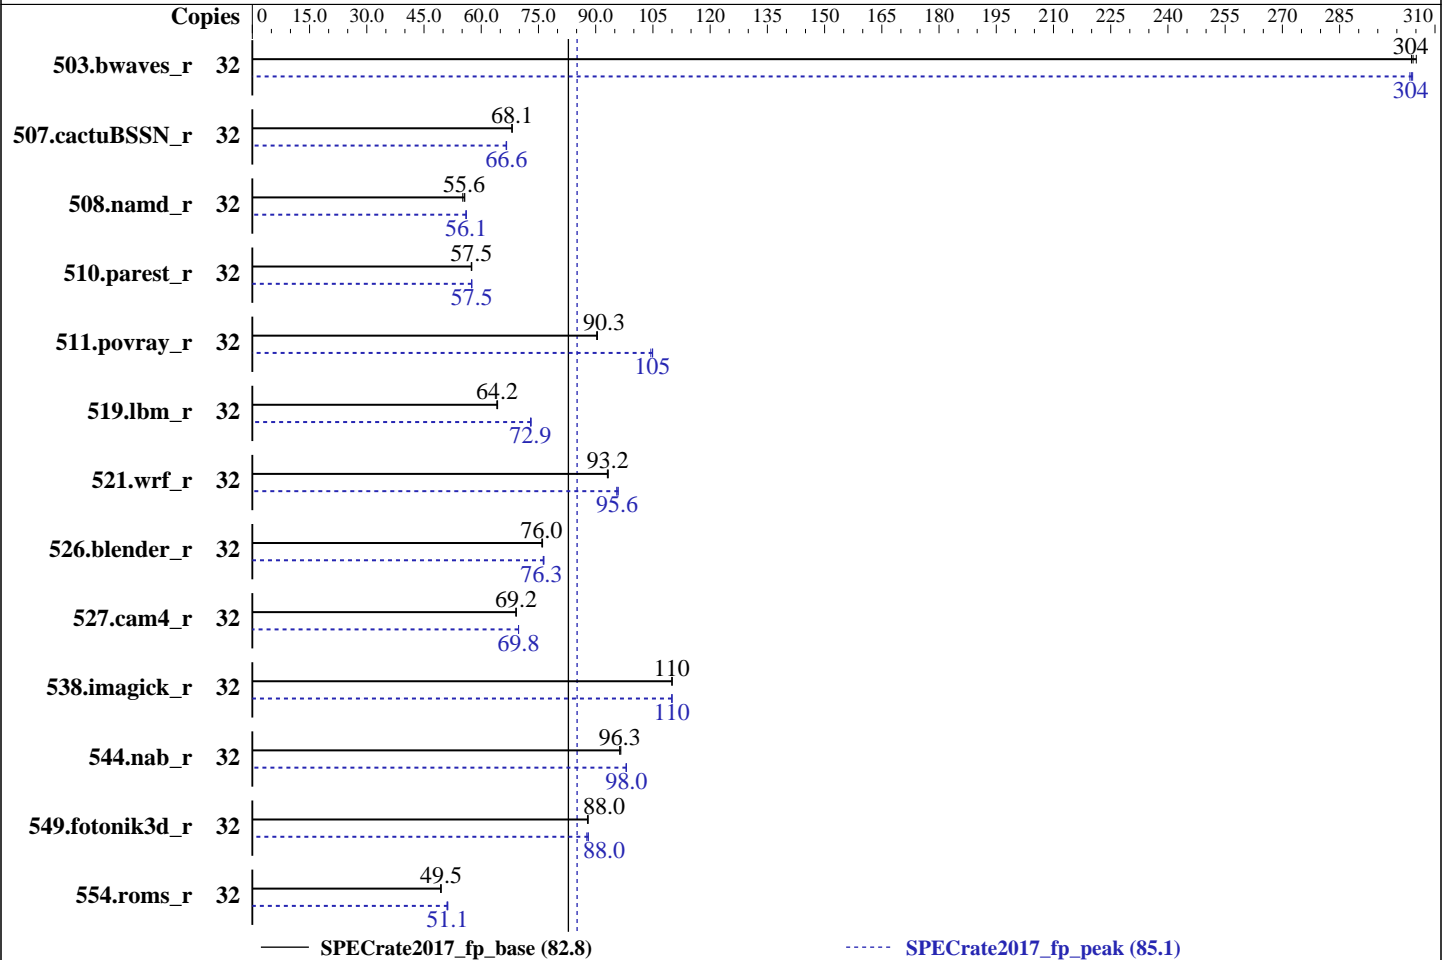 Copies 0 15.0 30.0 45.0 60.0 75.0 90.0 105 120 135 150 165 180 195 210 225 240 255 270 285 310
304
503.bwaves_r 32
304
68.1
507.cactuBSSN_r 32
66.6
55.6
508.namd_r 32
56.1
57.5
510.parest_r 32
57.5
90.3
511.povray_r 32
105
64.2
519.lbm_r 32
72.9
93.2
521.wrf_r 32
95.6
76.0
526.blender_r 32
76.3
69.2
527.cam4_r 32
69.8
110
538.imagick_r 32
110
96.3
544.nab_r 32
98.0
88.0
549.fotonik3d_r 32
88.0
49.5
554.roms_r 32
51.1
SPECrate2017_fp_base (82.8) SPECrate2017_fp_peak (85.1)